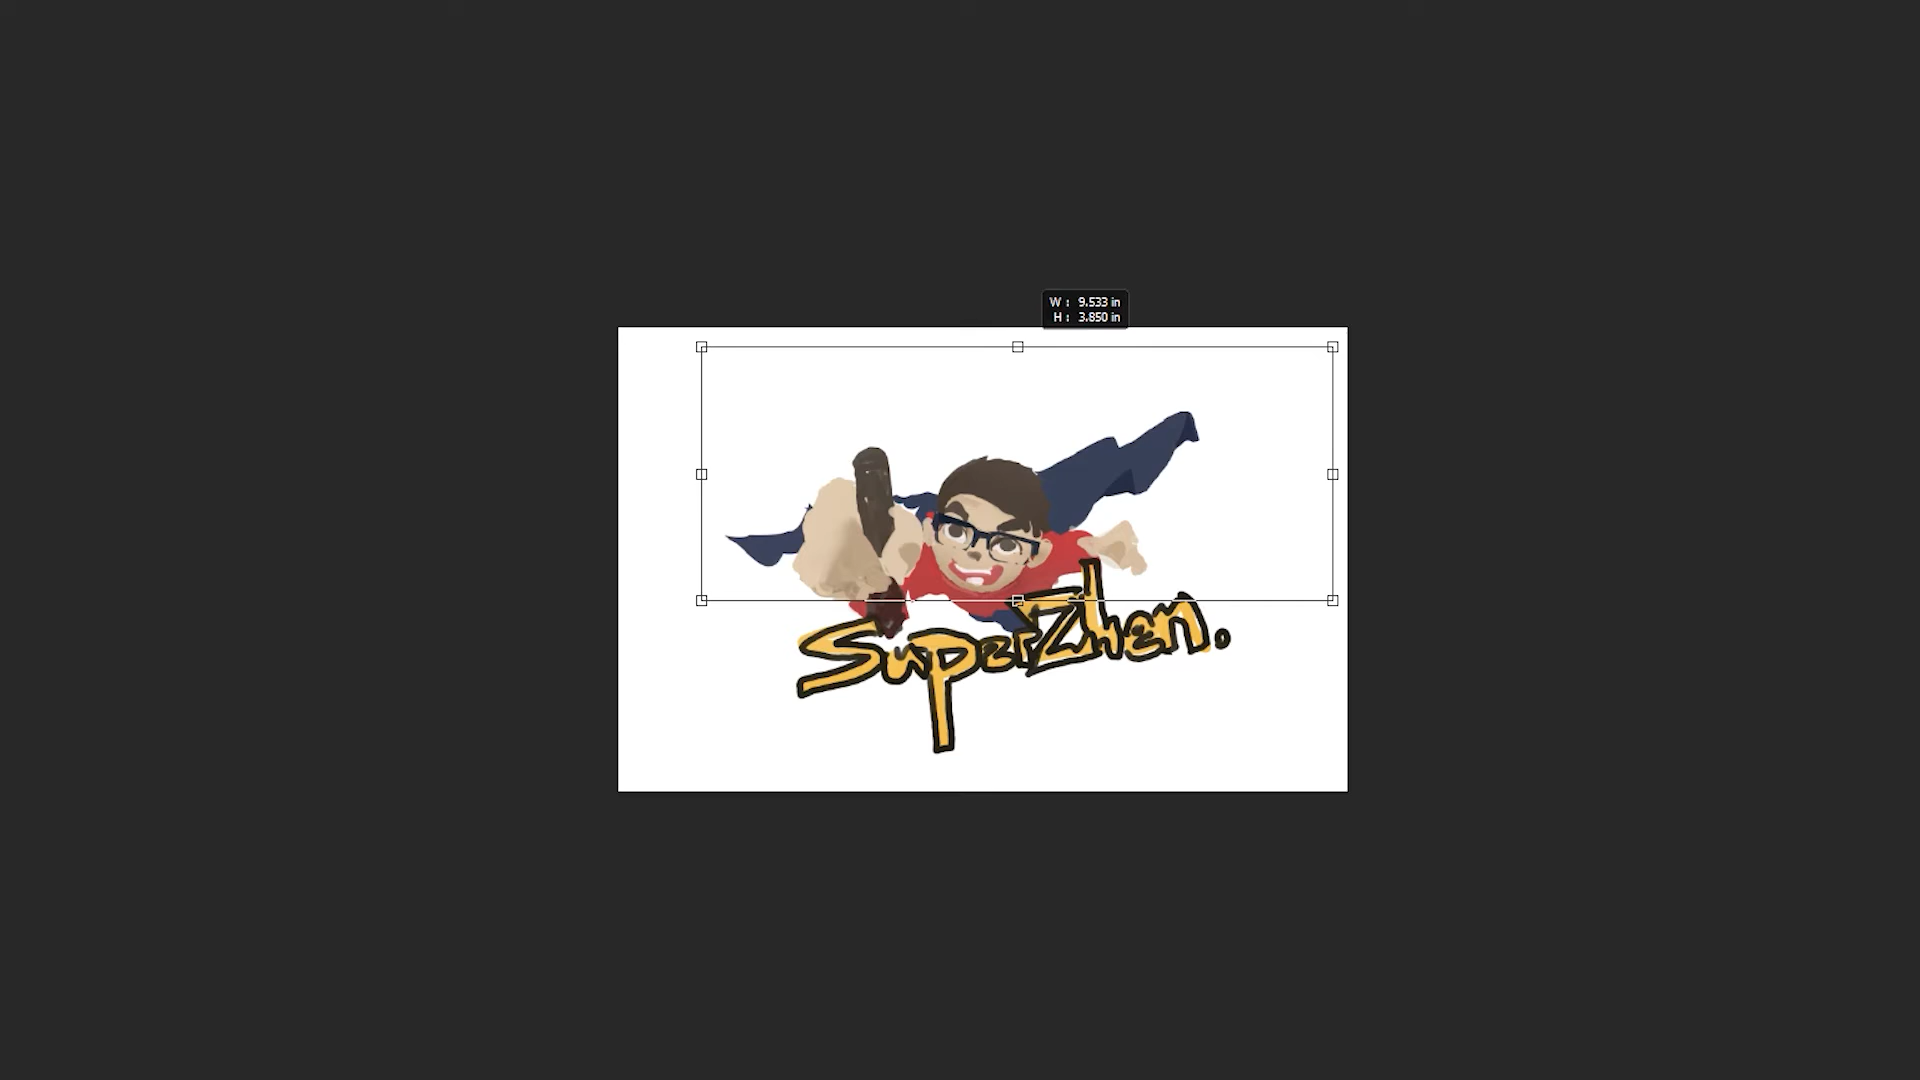 W : 9.533 in
H : 3.850 in
SuperZhen.